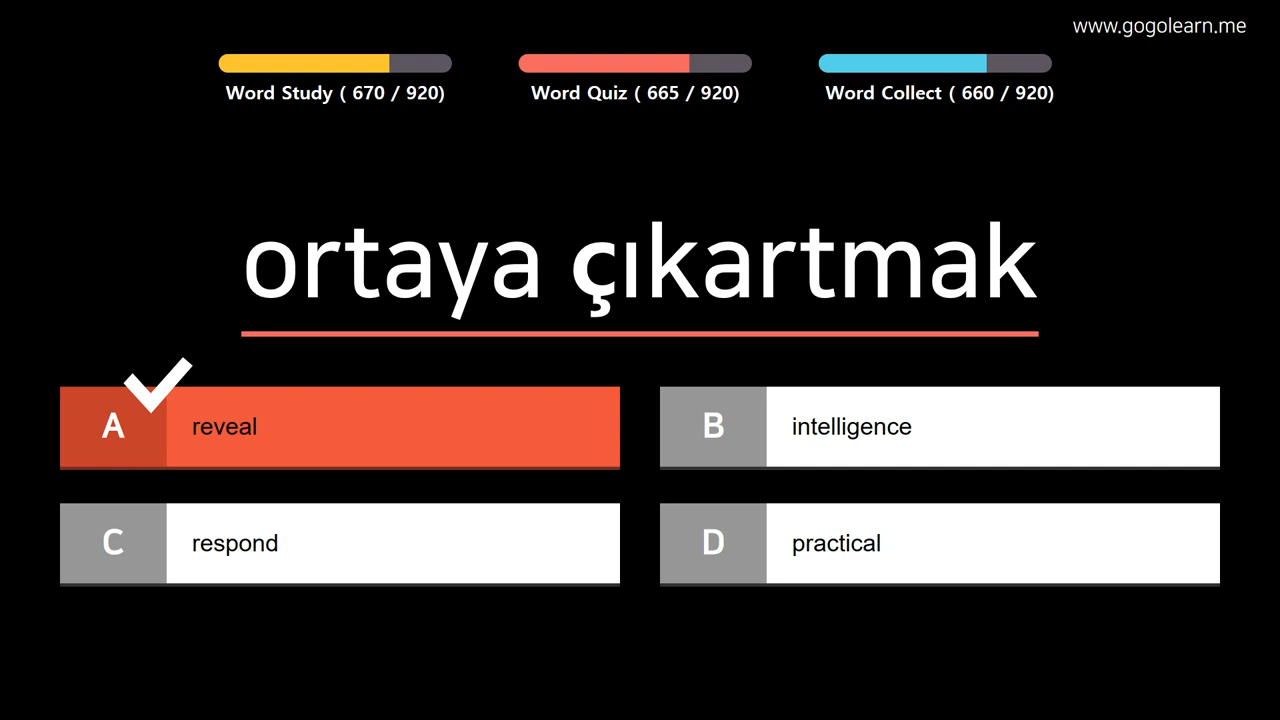 www.gogolearn.me
Word Study ( 670 / 920)
Word Quiz ( 665 / 920)
Word Collect ( 660 / 920)
ortaya çıkartmak
A reveal
B intelligence
C respond
D practical